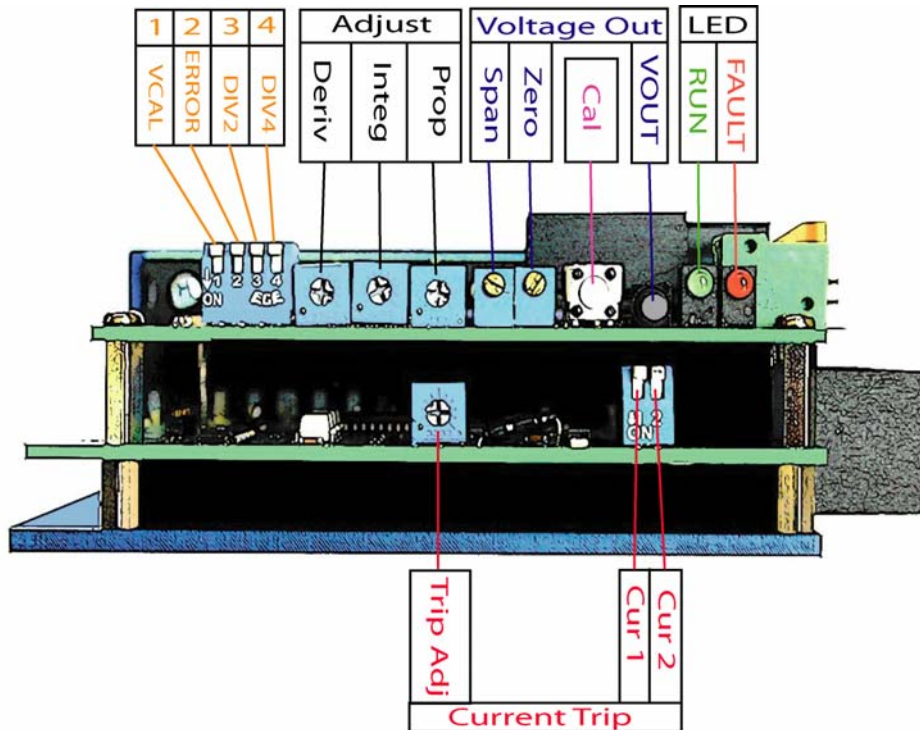 1 2 3 4
VCAL
ERROR
DIV2
DIV4
Adjust
Deriv
Integ
Prop
Voltage Out
Span
Zero
Cal
VOUT
LED
RUN
FAULT
1 2 3 4
ON ECE
1 2
ON
Trip Adj
Cur 1
Cur 2
Current Trip